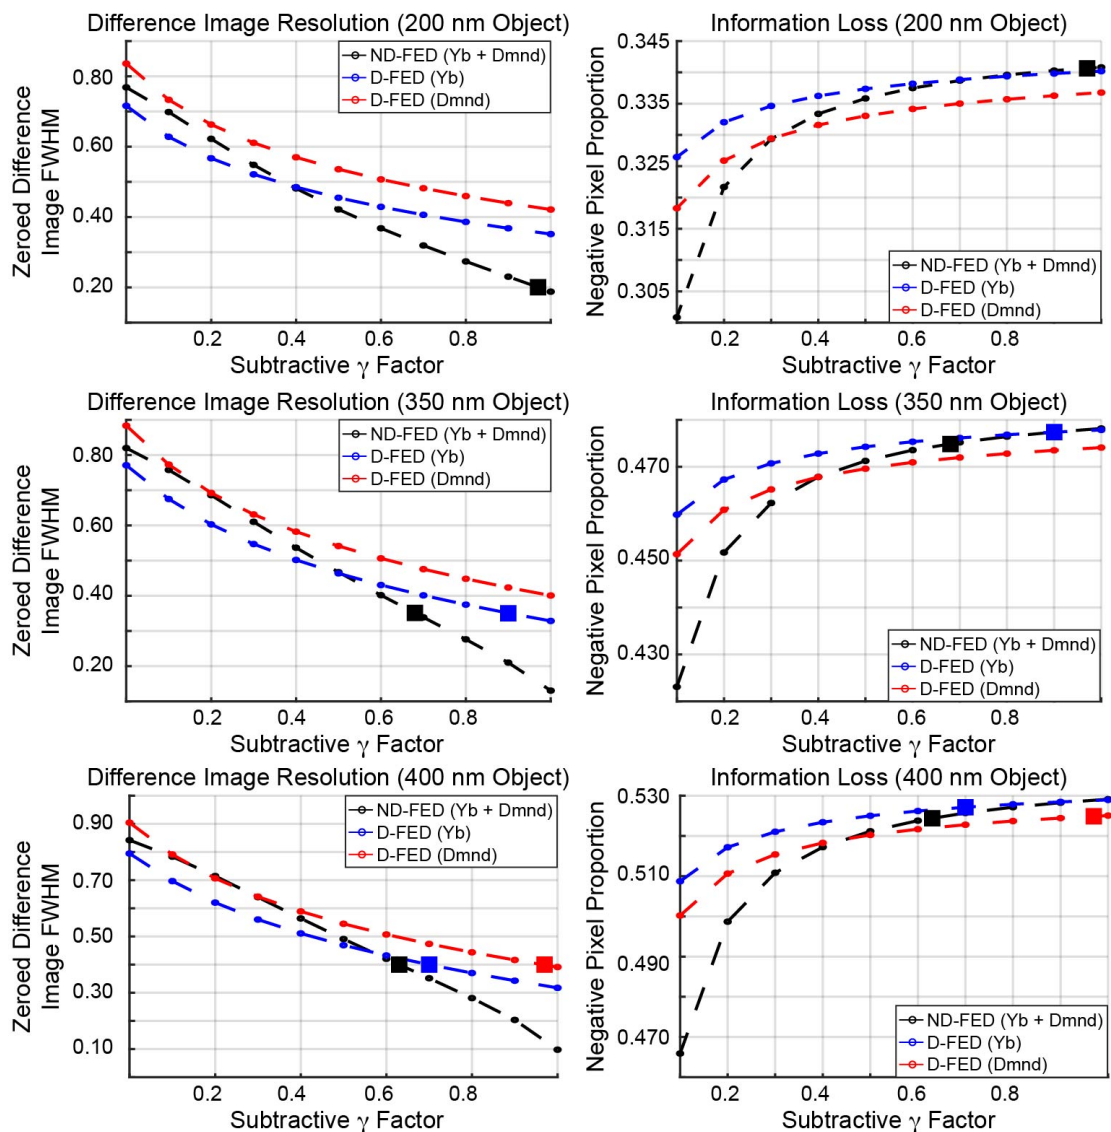 Difference Image Resolution (200 nm Object)
Zeroed Difference
Image FWHM
0.80
0.60
0.40
0.20
ND-FED (Yb + Dmnd)
D-FED (Yb)
D-FED (Dmnd)
0.2
0.4
0.6
0.8
Subtractive γ Factor
Information Loss (200 nm Object)
Negative Pixel Proportion
0.345
0.335
0.325
0.315
0.305
ND-FED (Yb + Dmnd)
D-FED (Yb)
D-FED (Dmnd)
0.2
0.4
0.6
0.8
Subtractive γ Factor
Difference Image Resolution (350 nm Object)
Zeroed Difference
Image FWHM
0.80
0.60
0.40
0.20
ND-FED (Yb + Dmnd)
D-FED (Yb)
D-FED (Dmnd)
0.2
0.4
0.6
0.8
Subtractive γ Factor
Information Loss (350 nm Object)
Negative Pixel Proportion
0.470
0.450
0.430
ND-FED (Yb + Dmnd)
D-FED (Yb)
D-FED (Dmnd)
0.2
0.4
0.6
0.8
Subtractive γ Factor
Difference Image Resolution (400 nm Object)
Zeroed Difference
Image FWHM
0.90
0.70
0.50
0.30
0.10
ND-FED (Yb + Dmnd)
D-FED (Yb)
D-FED (Dmnd)
0.2
0.4
0.6
0.8
Subtractive γ Factor
Information Loss (400 nm Object)
Negative Pixel Proportion
0.530
0.510
0.490
0.470
ND-FED (Yb + Dmnd)
D-FED (Yb)
D-FED (Dmnd)
0.2
0.4
0.6
0.8
Subtractive γ Factor